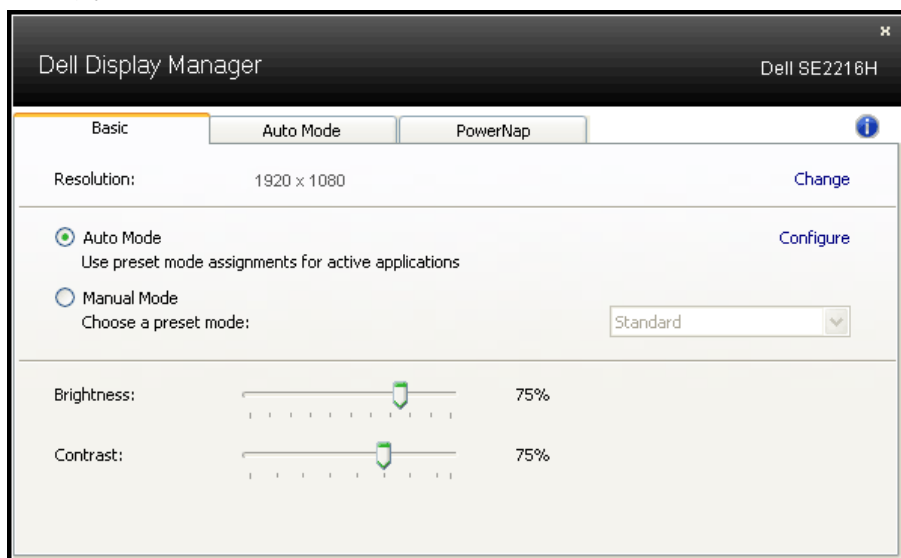 Dell Display Manager
Dell SE2216H
Basic
Auto Mode
PowerNap
Resolution:
1920 x 1080
Change
Auto Mode
Configure
Use preset mode assignments for active applications
Manual Mode
Choose a preset mode:
Standard
Brightness:
75%
Contrast:
75%